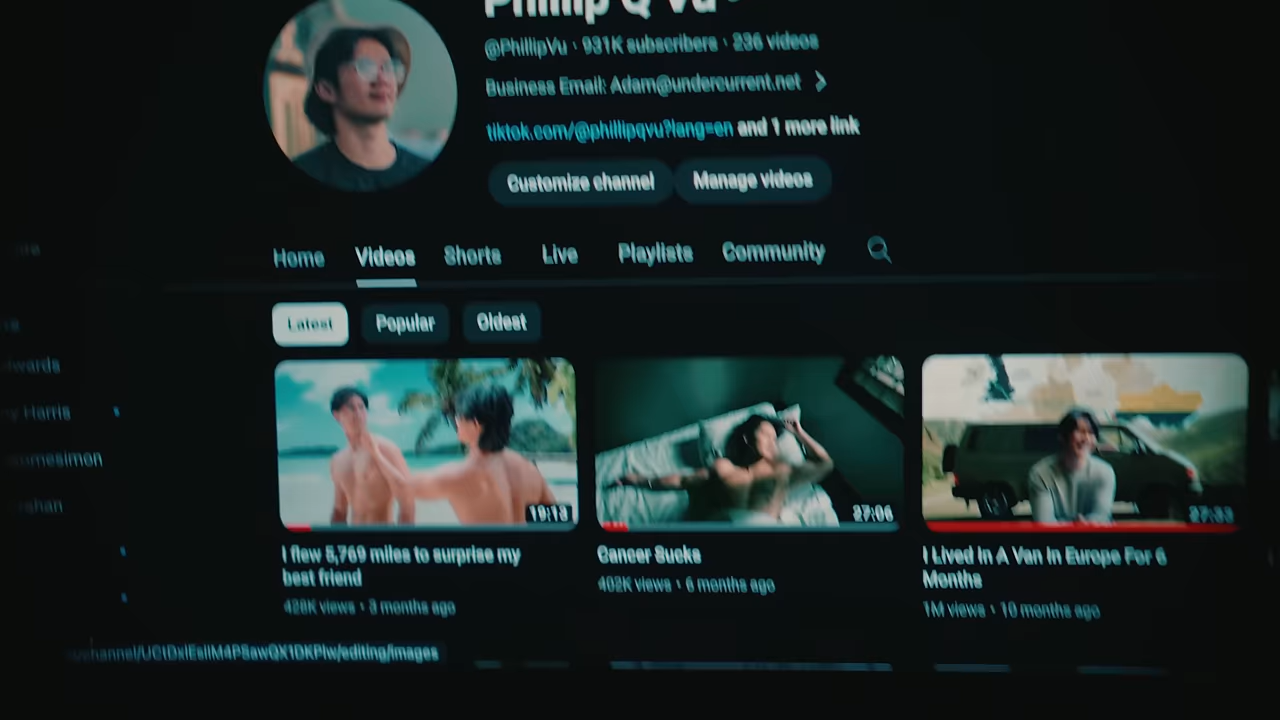 Phillip Q Vu
@PhillipVu · 931K subscribers · 236 videos
Business Email: Adam@undercurrent.net
tiktok.com/@phillipqvu?lang=en and 1 more link
Customize channel
Manage videos
Home
Videos
Shorts
Live
Playlists
Community
Latest
Popular
Oldest
Harris
19:13
27:06
27:33
I flew 5,769 miles to surprise my
best friend
428K views · 3 months ago
Cancer Sucks
402K views · 6 months ago
I Lived In A Van In Europe For 6
Months
1M views · 10 months ago